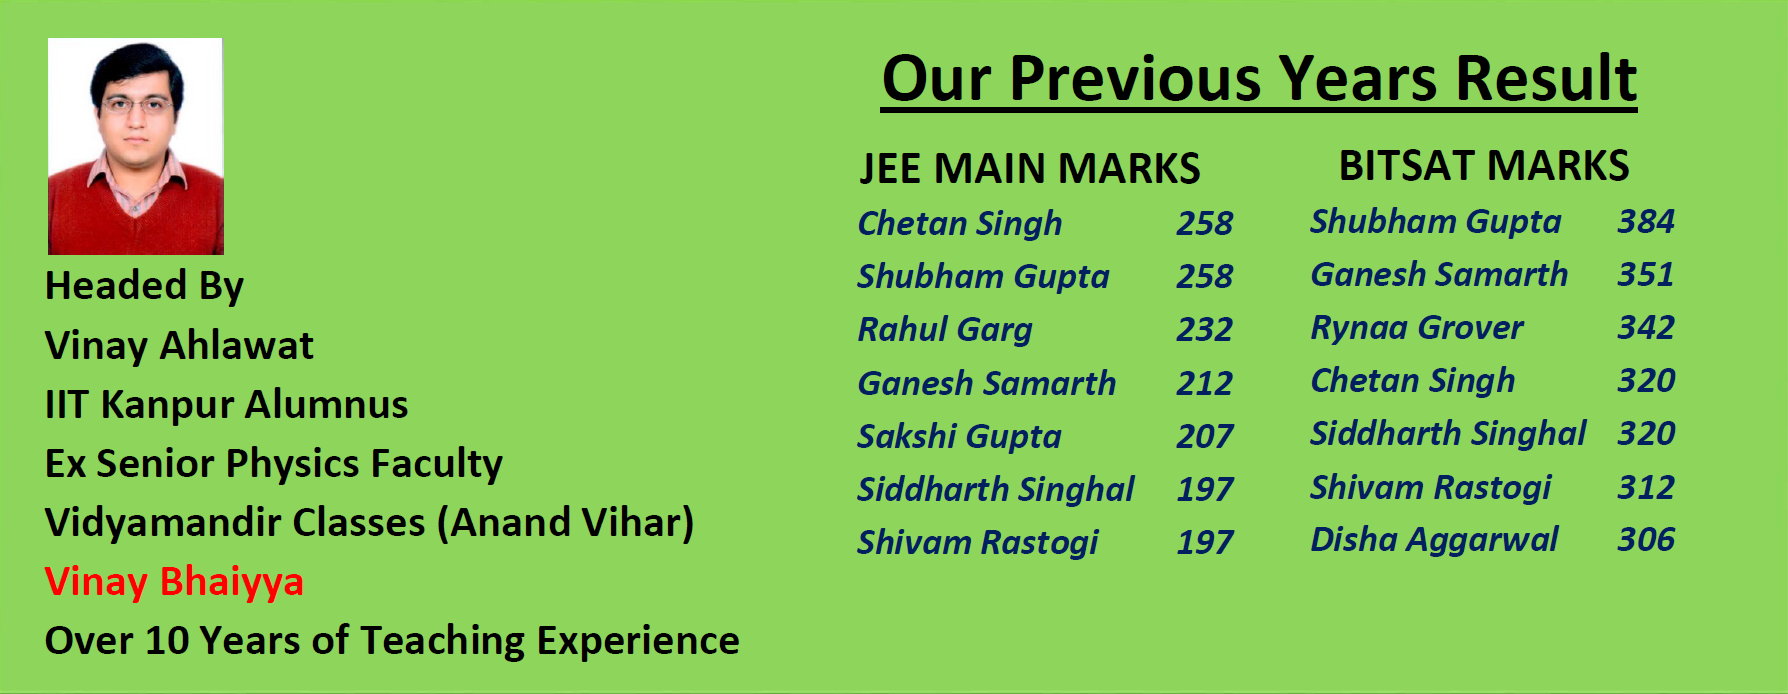 Headed By
Vinay Ahlawat
IIT Kanpur Alumnus
Ex Senior Physics Faculty
Vidyamandir Classes (Anand Vihar)
Vinay Bhaiyya
Over 10 Years of Teaching Experience
Our Previous Years Result
JEE MAIN MARKS
Chetan Singh 258
Shubham Gupta 258
Rahul Garg 232
Ganesh Samarth 212
Sakshi Gupta 207
Siddharth Singhal 197
Shivam Rastogi 197
BITSAT MARKS
Shubham Gupta 384
Ganesh Samarth 351
Rynaa Grover 342
Chetan Singh 320
Siddharth Singhal 320
Shivam Rastogi 312
Disha Aggarwal 306